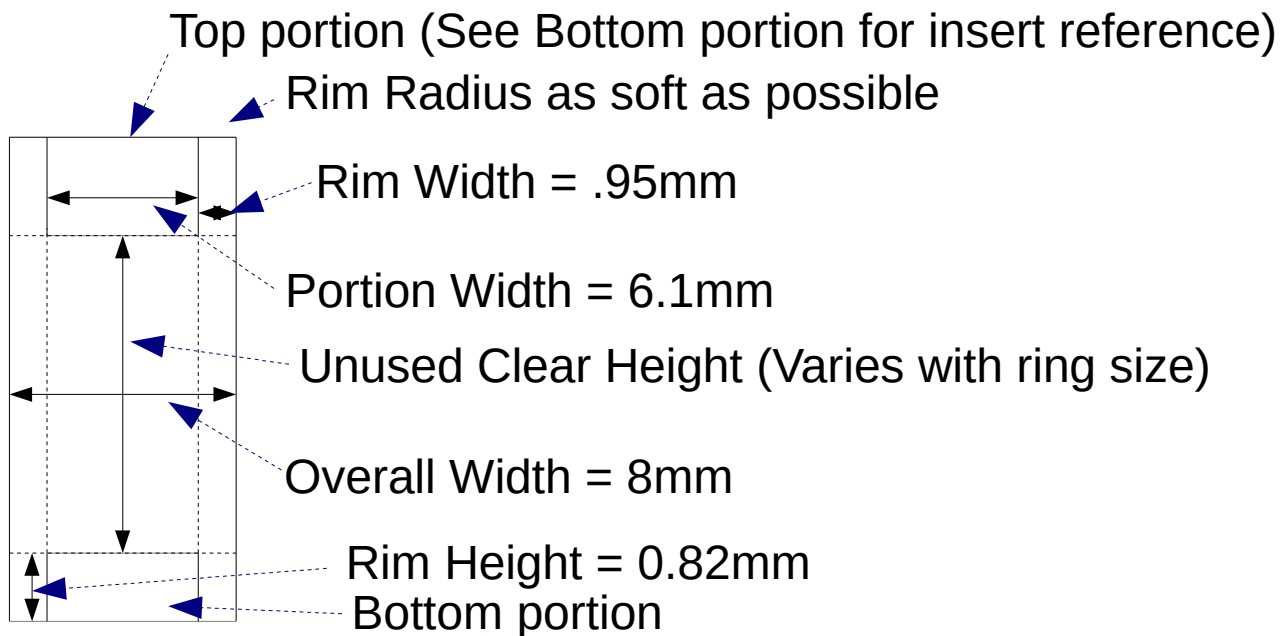 Top portion (See Bottom portion for insert reference)
Rim Radius as soft as possible
Rim Width = .95mm
Portion Width = 6.1mm
Unused Clear Height (Varies with ring size)
Overall Width = 8mm
Rim Height = 0.82mm
Bottom portion